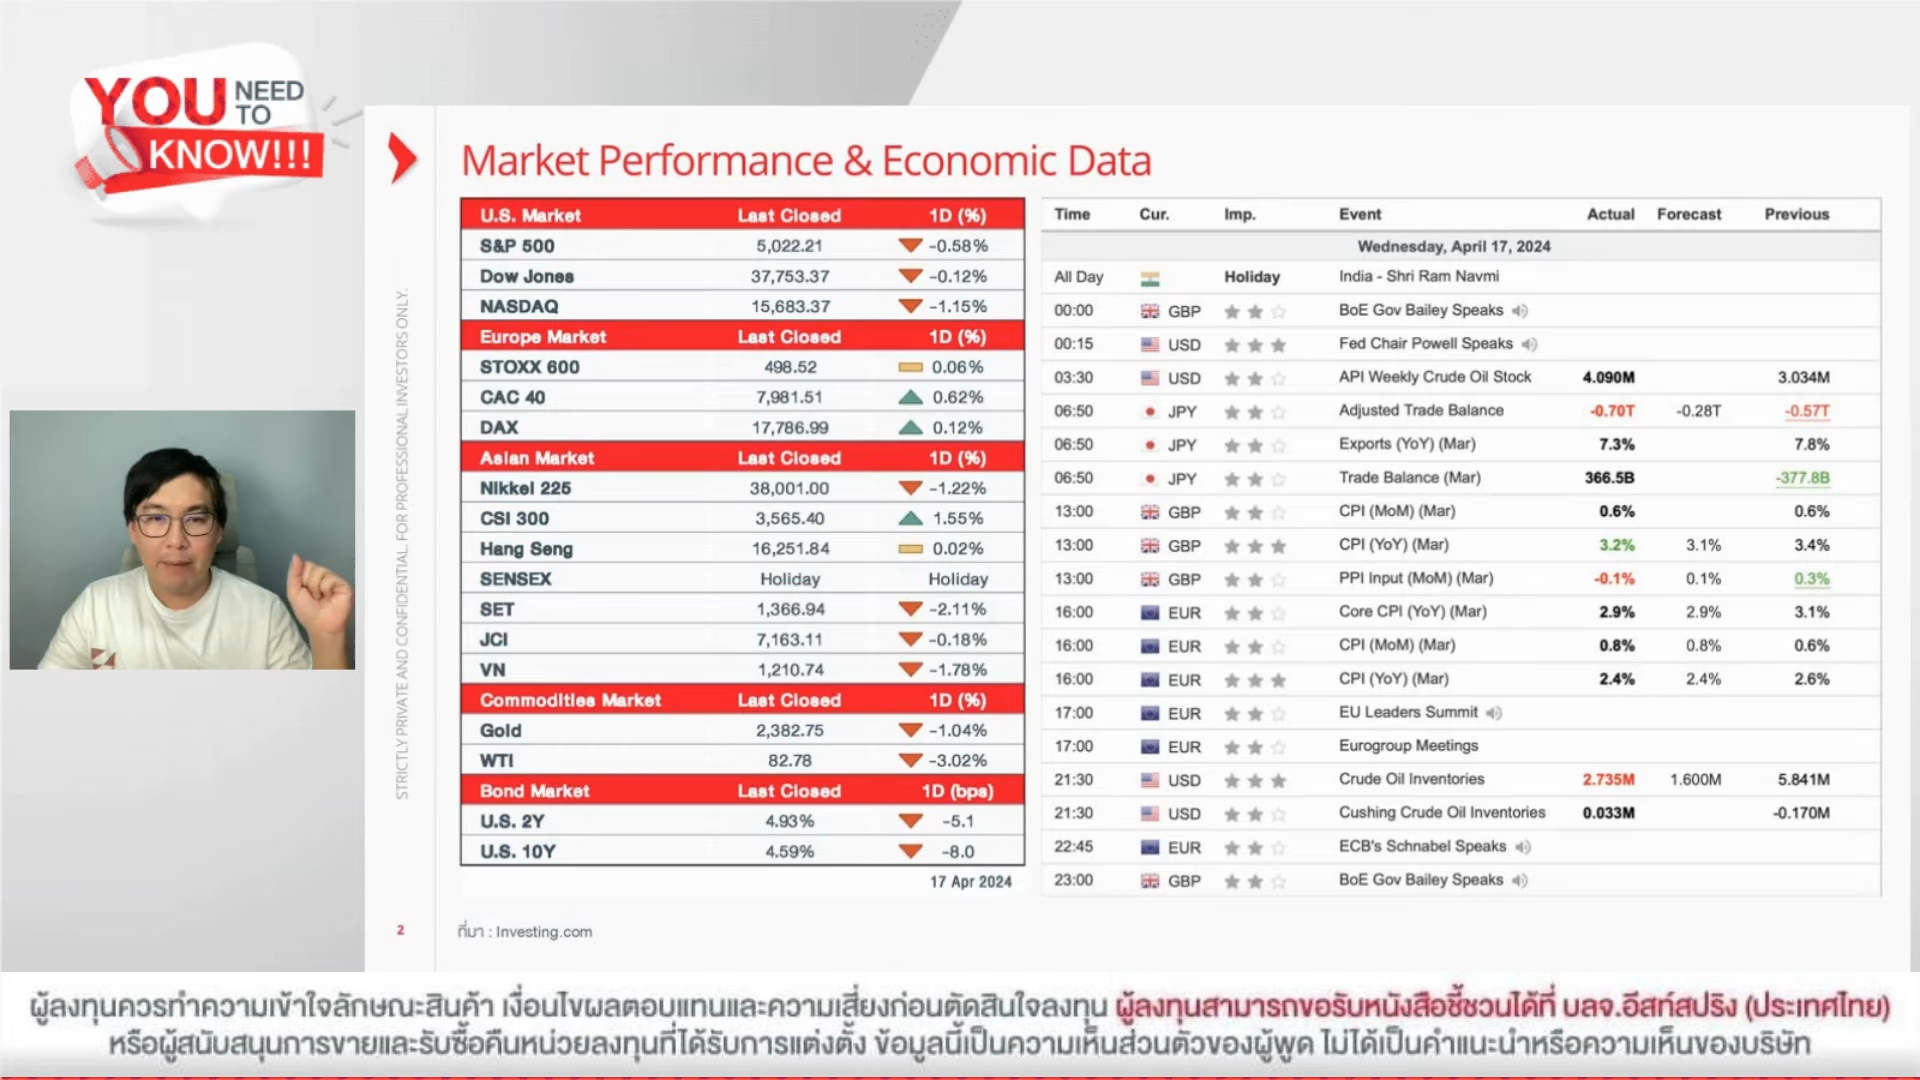 YOU NEED TO KNOW!!!
Market Performance & Economic Data
STRICTLY PRIVATE AND CONFIDENTIAL. FOR PROFESSIONAL INVESTORS ONLY.
U.S. Market Last Closed 1D (%)
S&P 500 5,022.21 -0.58%
Dow Jones 37,753.37 -0.12%
NASDAQ 15,683.37 -1.15%
Europe Market Last Closed 1D (%)
STOXX 600 498.52 0.06%
CAC 40 7,981.51 0.62%
DAX 17,786.99 0.12%
Asian Market Last Closed 1D (%)
Nikkei 225 38,001.00 -1.22%
CSI 300 3,565.40 1.55%
Hang Seng 16,251.84 0.02%
SENSEX Holiday Holiday
SET 1,366.94 -2.11%
JCI 7,163.11 -0.18%
VN 1,210.74 -1.78%
Commodities Market Last Closed 1D (%)
Gold 2,382.75 -1.04%
WTI 82.78 -3.02%
Bond Market Last Closed 1D (bps)
U.S. 2Y 4.93% -5.1
U.S. 10Y 4.59% -8.0
17 Apr 2024
Time Cur. Imp. Event Actual Forecast Previous
Wednesday, April 17, 2024
All Day Holiday India - Shri Ram Navmi
00:00 GBP BoE Gov Bailey Speaks
00:15 USD Fed Chair Powell Speaks
03:30 USD API Weekly Crude Oil Stock 4.090M 3.034M
06:50 JPY Adjusted Trade Balance -0.70T -0.28T -0.57T
06:50 JPY Exports (YoY) (Mar) 7.3% 7.8%
06:50 JPY Trade Balance (Mar) 366.5B -377.8B
13:00 GBP CPI (MoM) (Mar) 0.6% 0.6%
13:00 GBP CPI (YoY) (Mar) 3.2% 3.1% 3.4%
13:00 GBP PPI Input (MoM) (Mar) -0.1% 0.1% 0.3%
16:00 EUR Core CPI (YoY) (Mar) 2.9% 2.9% 3.1%
16:00 EUR CPI (MoM) (Mar) 0.8% 0.8% 0.6%
16:00 EUR CPI (YoY) (Mar) 2.4% 2.4% 2.6%
17:00 EUR EU Leaders Summit
17:00 EUR Eurogroup Meetings
21:30 USD Crude Oil Inventories 2.735M 1.600M 5.841M
21:30 USD Cushing Crude Oil Inventories 0.033M -0.170M
22:45 EUR ECB's Schnabel Speaks
23:00 GBP BoE Gov Bailey Speaks
2
ที่มา : Investing.com
ผู้ลงทุนควรทำความเข้าใจลักษณะสินค้า เงื่อนไขผลตอบแทนและความเสี่ยงก่อนตัดสินใจลงทุน ผู้ลงทุนสามารถขอรับหนังสือชี้ชวนได้ที่ บลจ.อีสท์สปริง (ประเทศไทย)
หรือผู้สนับสนุนการขายและรับซื้อคืนหน่วยลงทุนที่ได้รับการแต่งตั้ง ข้อมูลนี้เป็นความเห็นส่วนตัวของผู้พูด ไม่ได้เป็นคำแนะนำหรือความเห็นของบริษัท